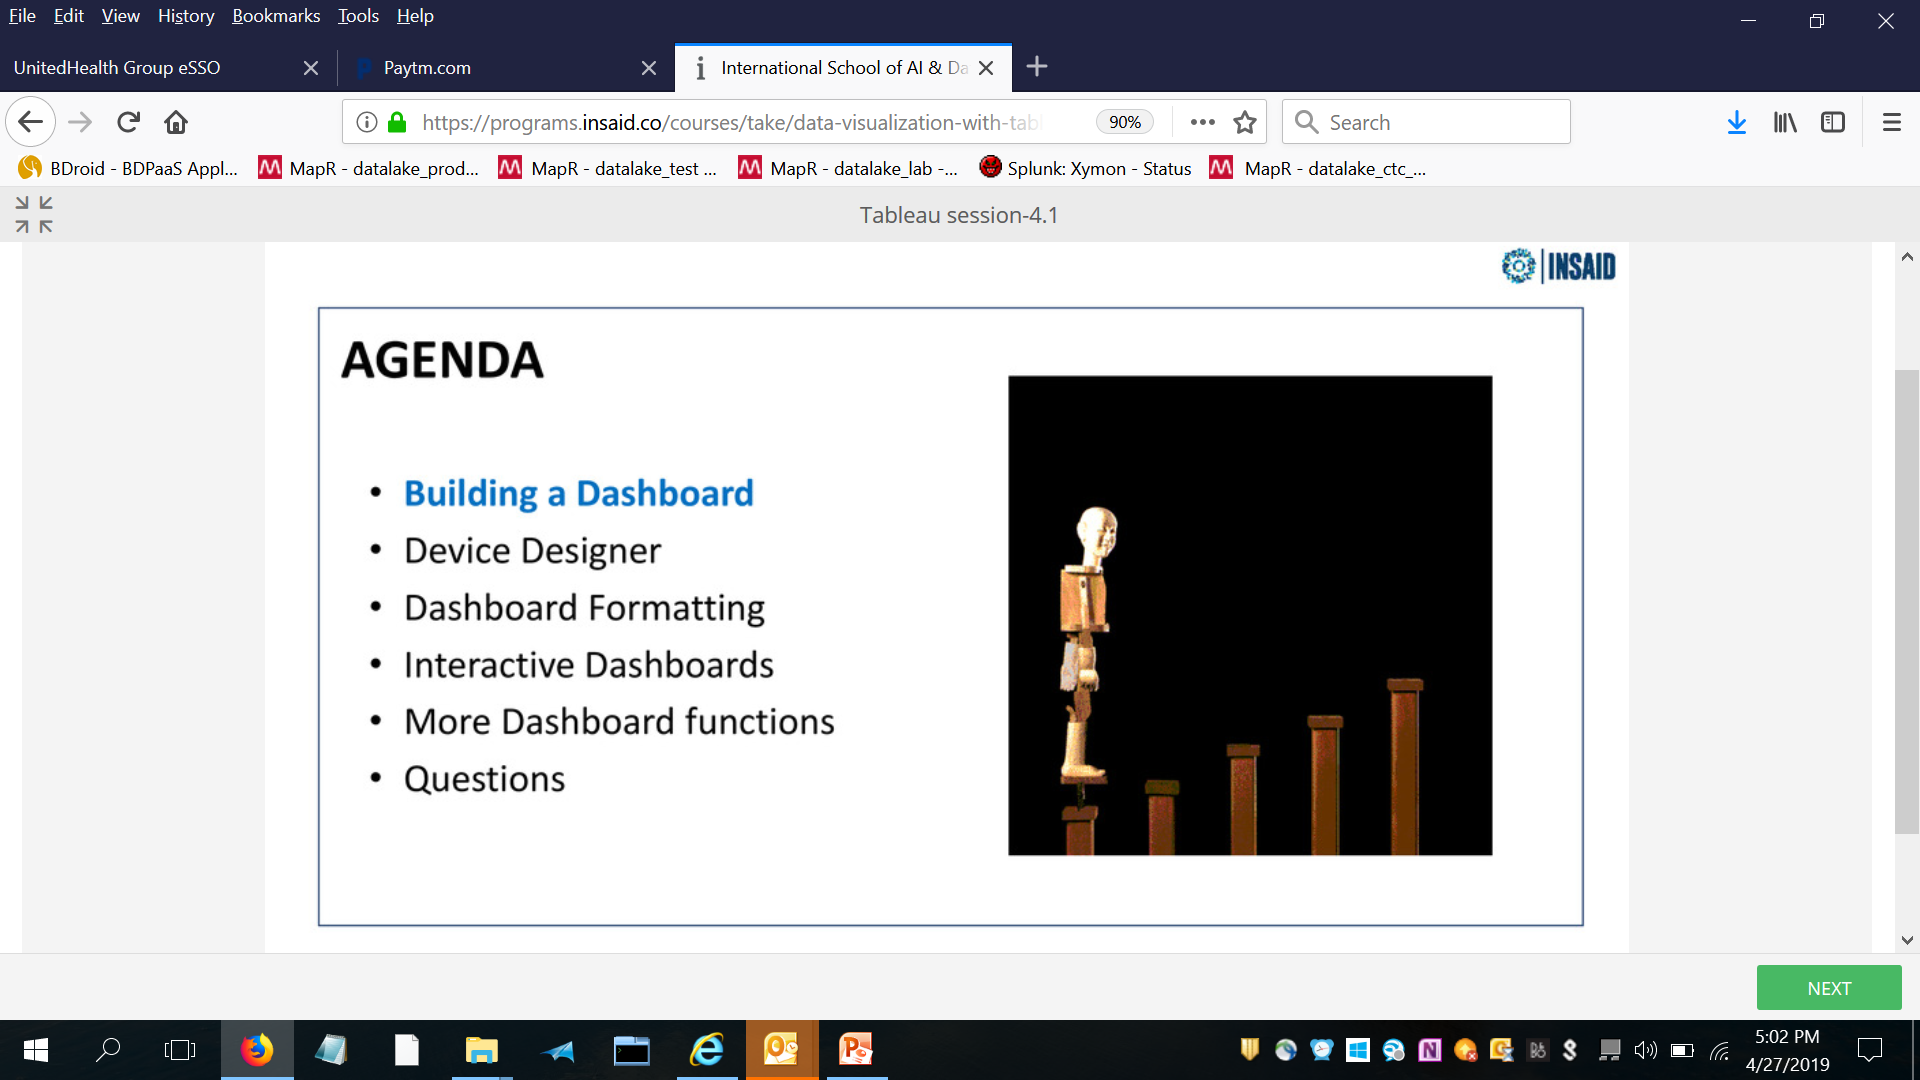 File Edit View History Bookmarks Tools Help
UnitedHealth Group eSSO
Paytm.com
International School of AI & Da
https://programs.insaid.co/courses/take/data-visualization-with-tabl
90%
Search
BDroid - BDPaaS Appl...
MapR - datalake_prod...
MapR - datalake_test ...
MapR - datalake_lab -...
Splunk: Xymon - Status
MapR - datalake_ctc_...
Tableau session-4.1
INSAID
AGENDA
• Building a Dashboard
• Device Designer
• Dashboard Formatting
• Interactive Dashboards
• More Dashboard functions
• Questions
NEXT
5:02 PM
4/27/2019